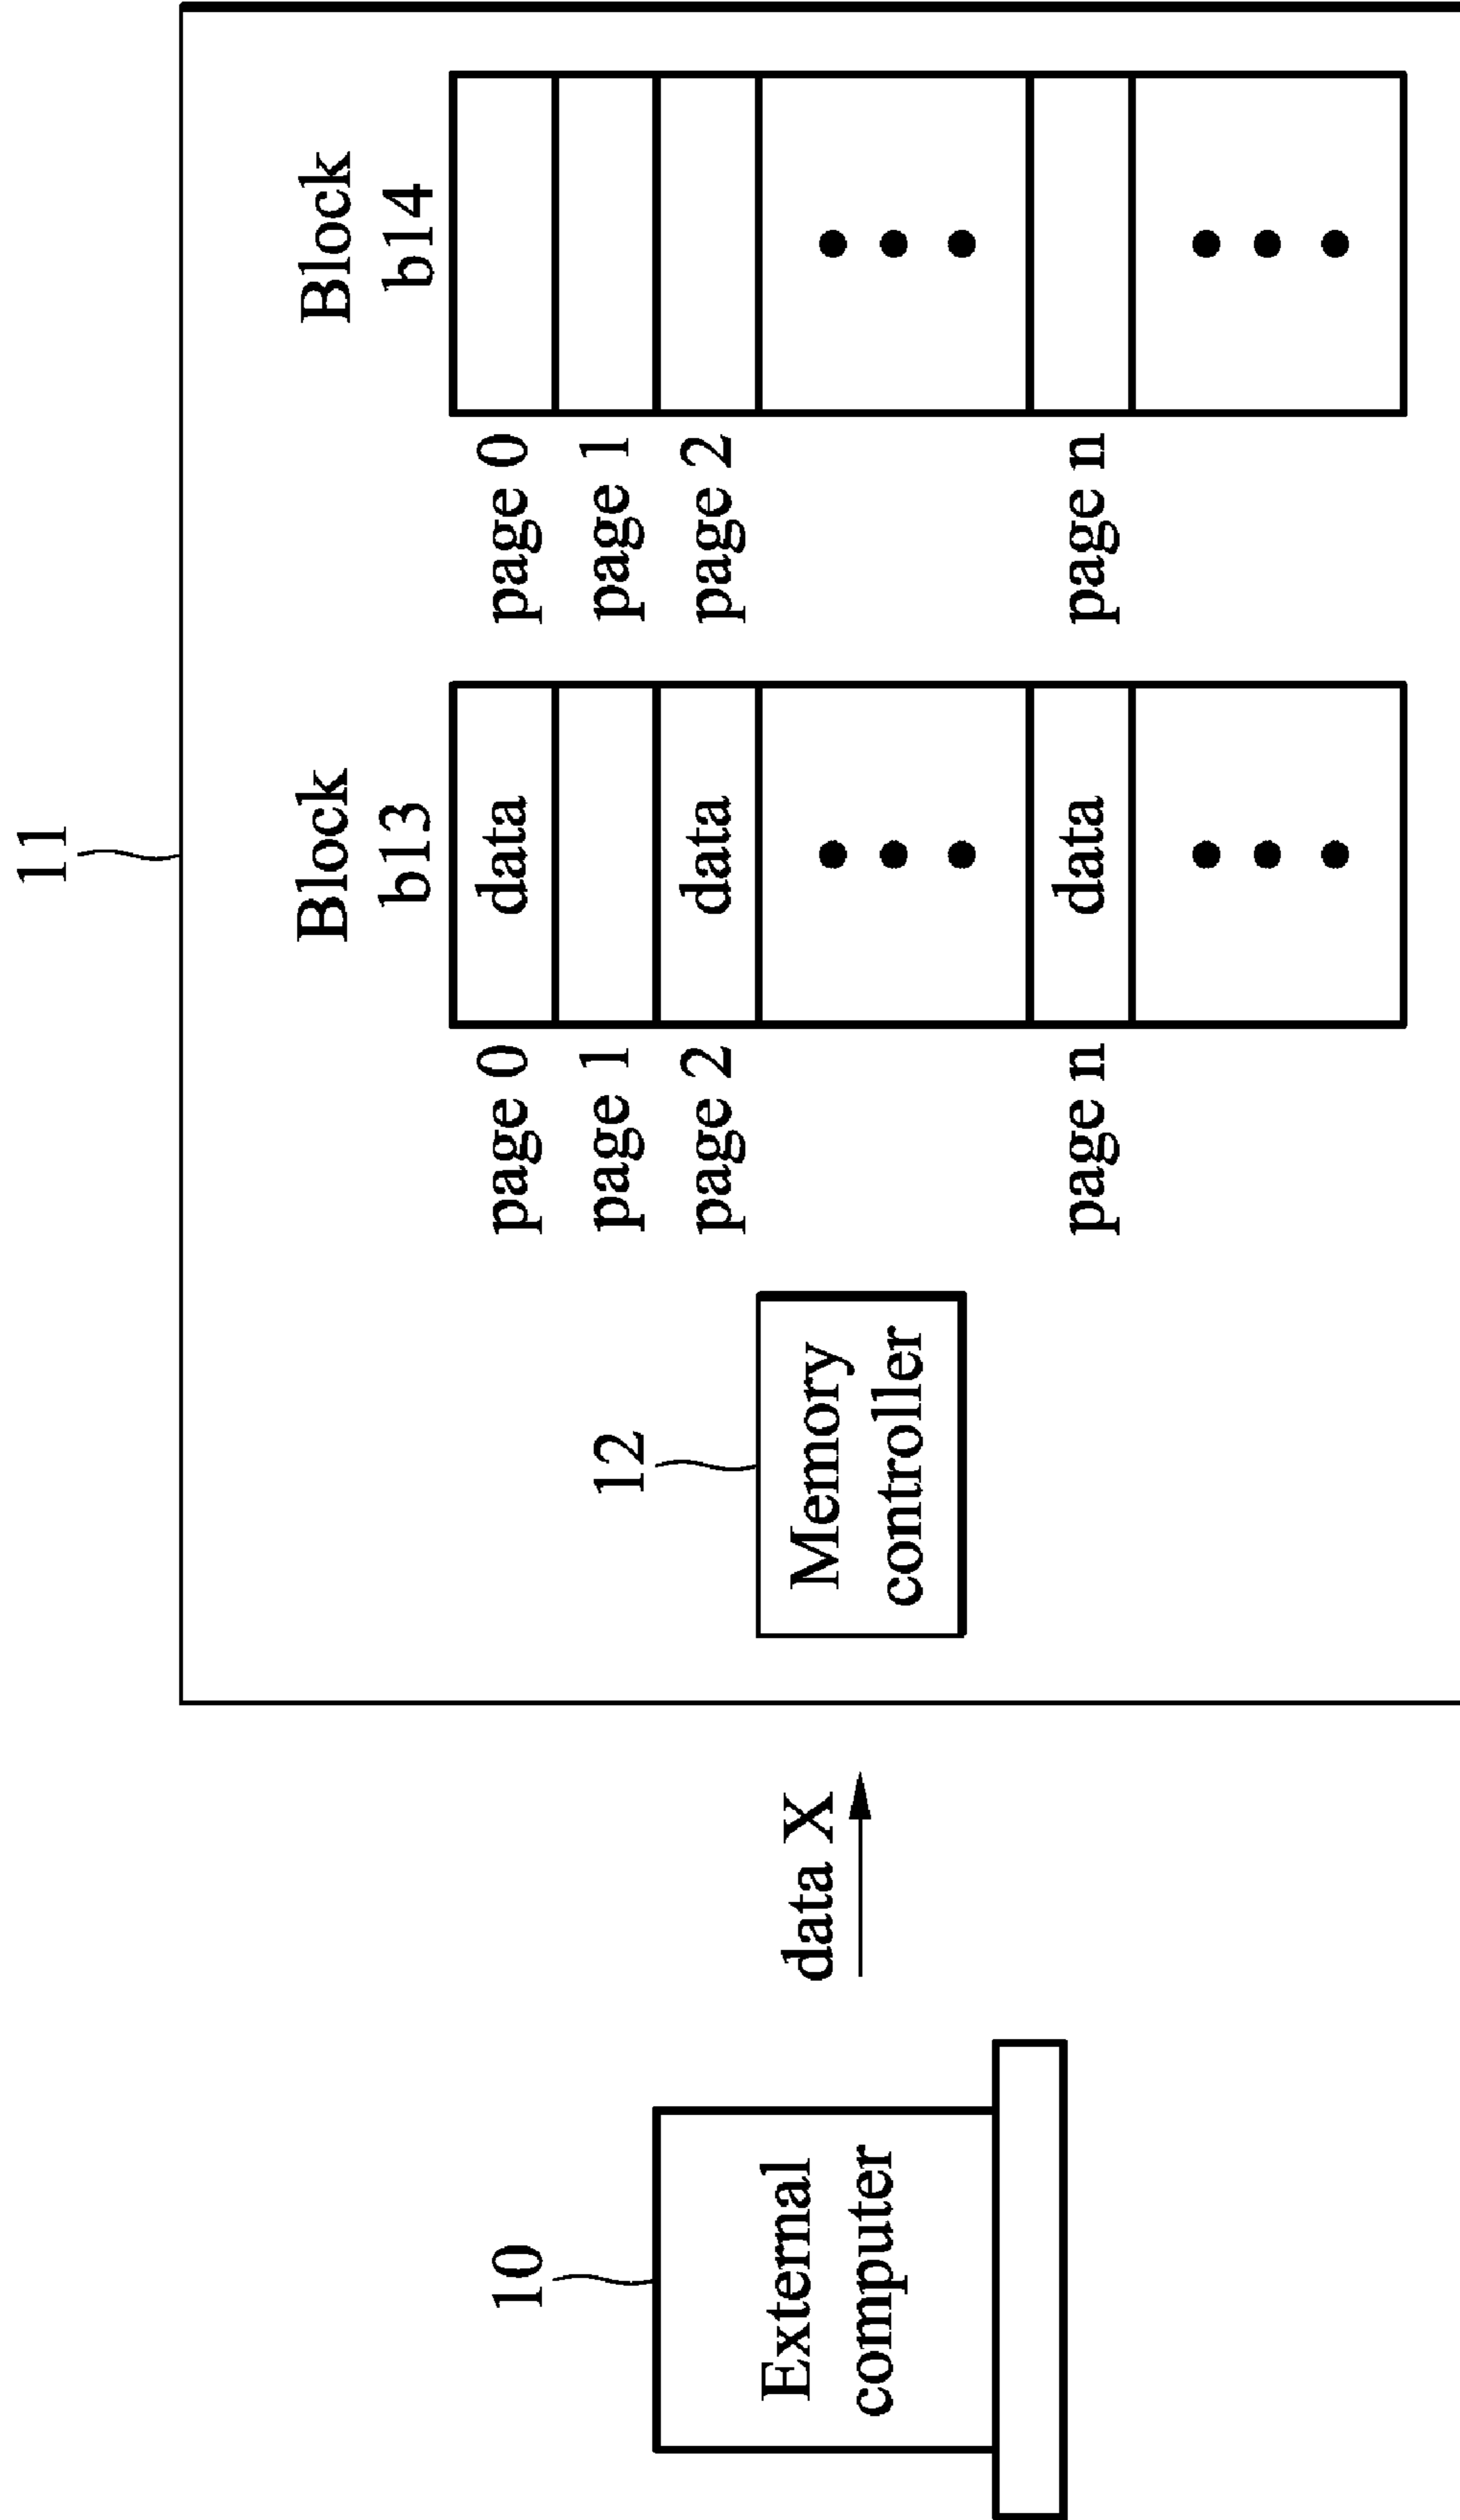 11
Block
b13
Block
b14
page 0
data
page 0
page 1
page 1
page 2
data
page 2
page n
data
page n
12
Memory
controller
data X
10
External
computer